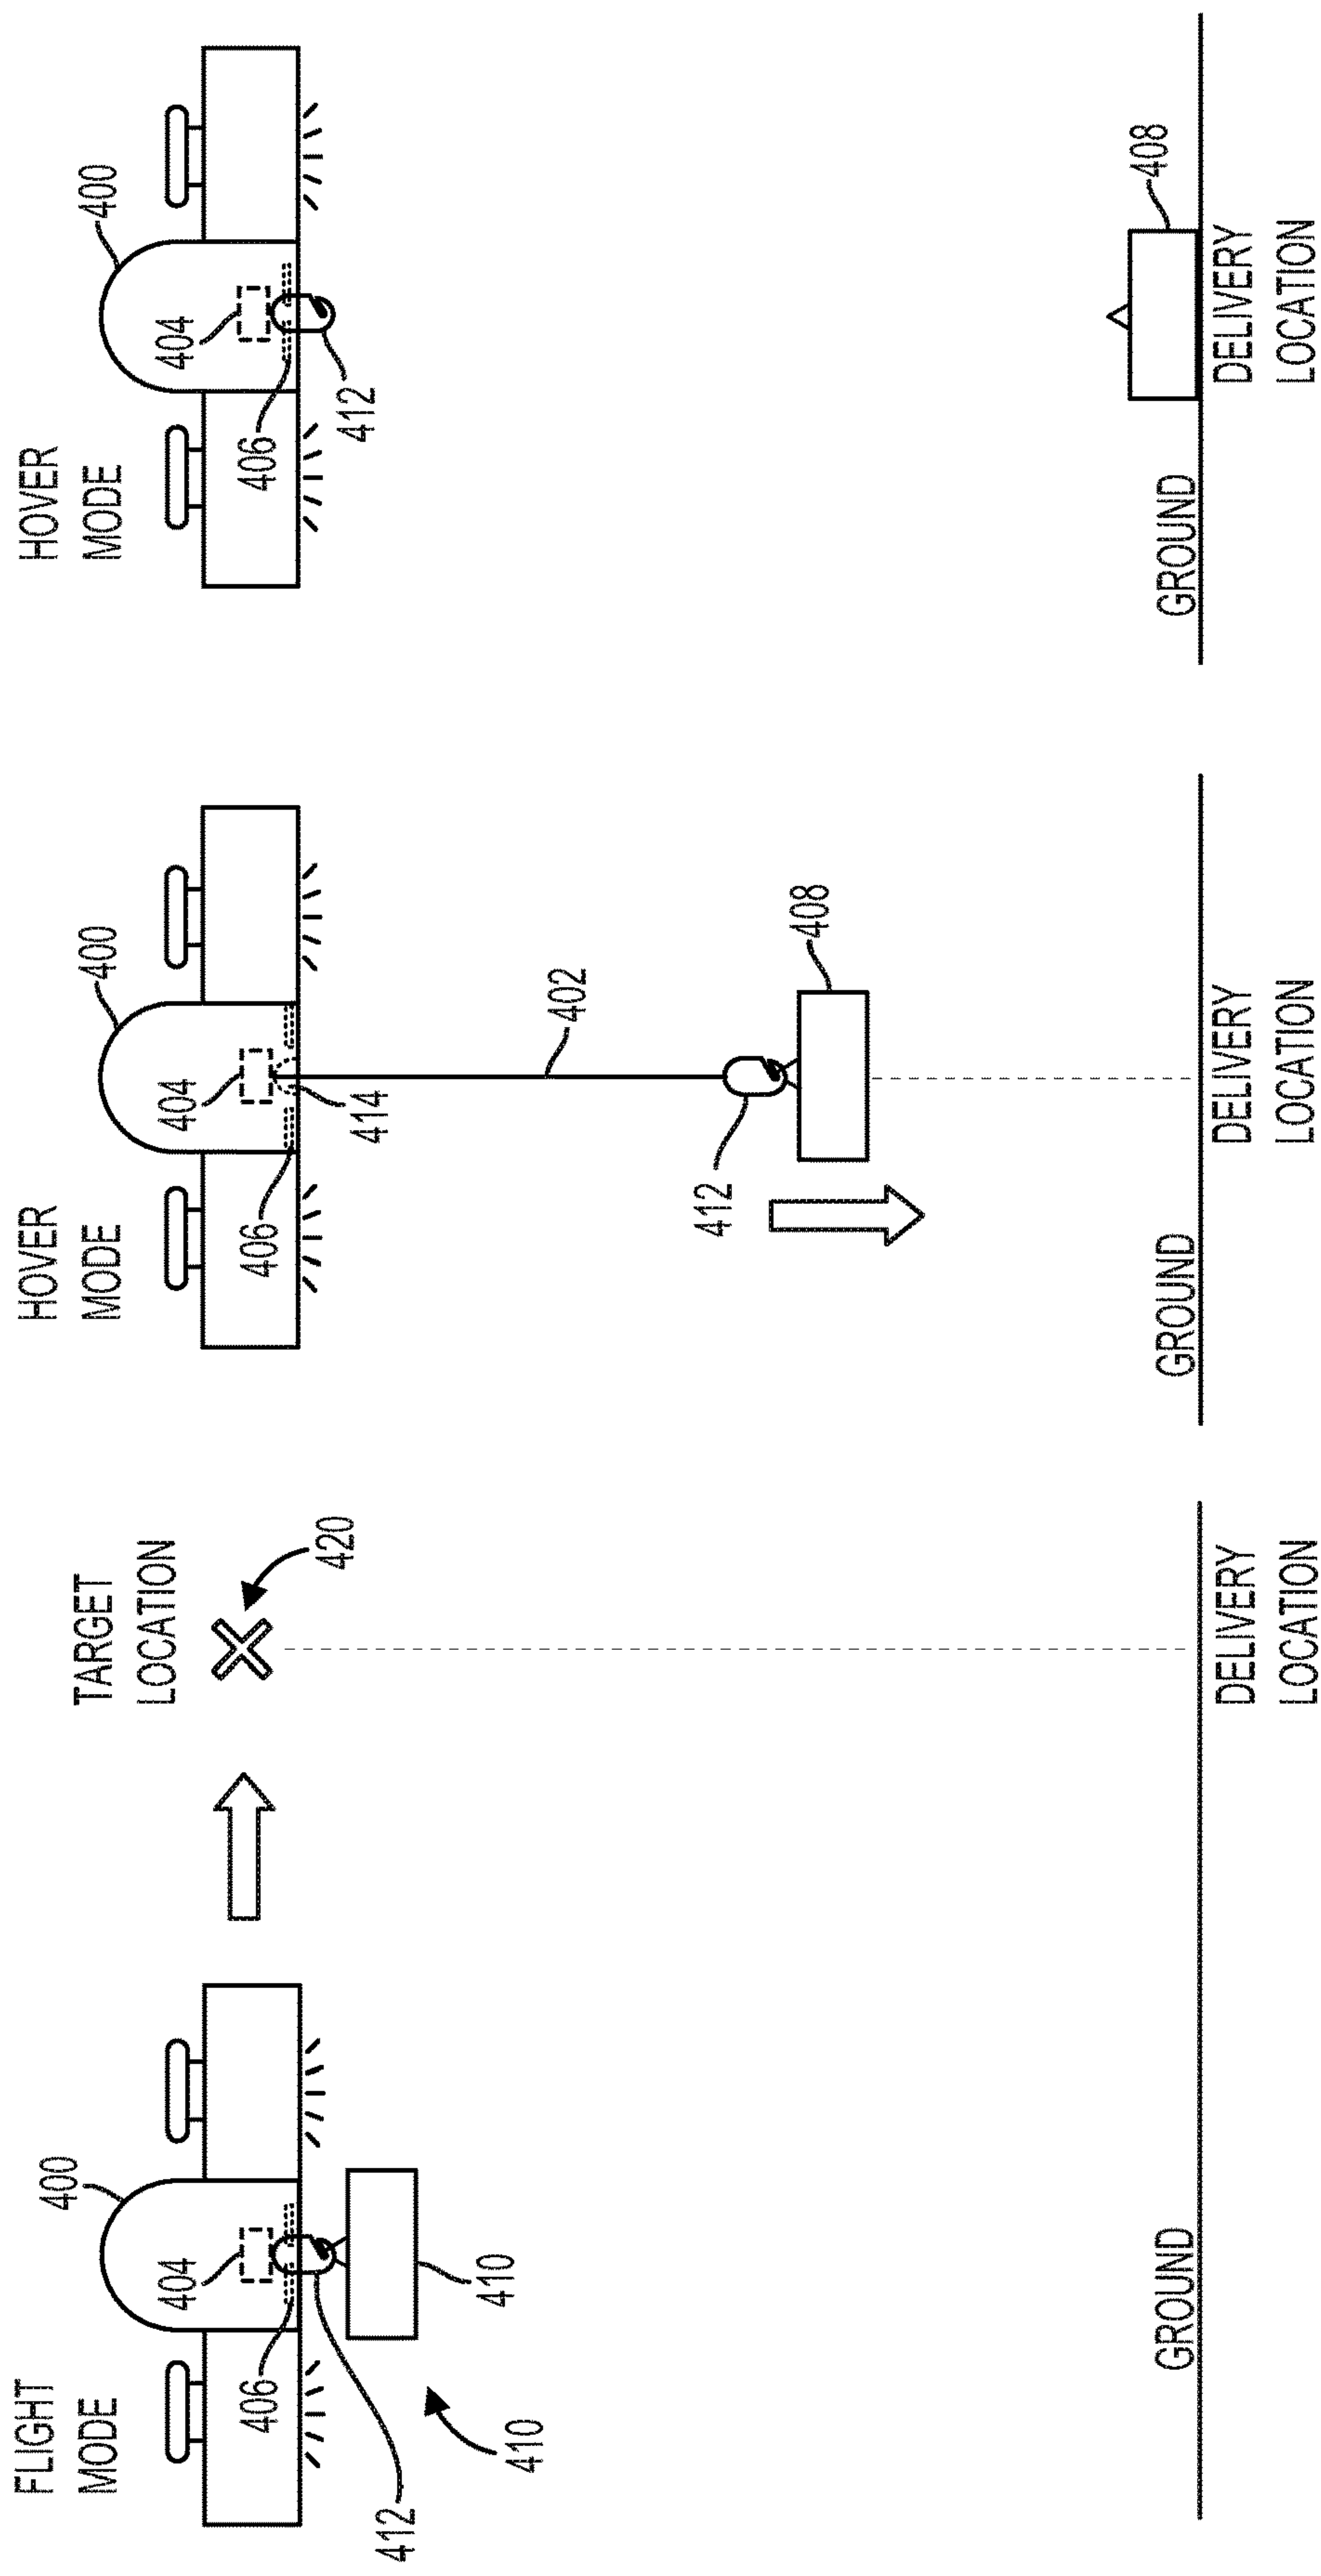 FLIGHT
MODE
400
404
406
412
410
410
TARGET
LOCATION
420
GROUND
DELIVERY
LOCATION
HOVER
MODE
400
404
406
414
402
412
408
GROUND
DELIVERY
LOCATION
HOVER
MODE
400
404
406
412
408
GROUND
DELIVERY
LOCATION